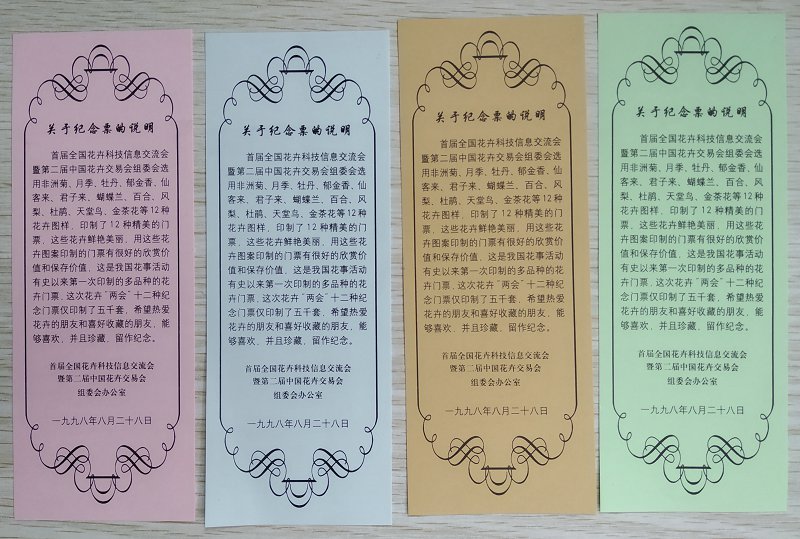 关于纪念票的说明
首届全国花卉科技信息交流会
暨第二届中国花卉交易会组委会选
用非洲菊、月季、牡丹、郁金香、仙
客来、君子来、蝴蝶兰、百合、风
梨、杜鹃、天堂鸟、金茶花等12种
花卉图样，印制了12种精美的门
票，这些花卉鲜艳美丽，用这些花
卉图案印制的门票有很好的欣赏价
值和保存价值，这是我国花事活动
有史以来第一次印制的多品种的花
卉门票，这次花卉“两会”十二种纪
念门票仅印制了五千套，希望热爱
花卉的朋友和喜好收藏的朋友，能
够喜欢，并且珍藏，留作纪念。
首届全国花卉科技信息交流会
暨第二届中国花卉交易会
组委会办公室
一九九八年八月二十八日
关于纪念票的说明
首届全国花卉科技信息交流会
暨第二届中国花卉交易会组委会选
用非洲菊、月季、牡丹、郁金香、仙
客来、君子来、蝴蝶兰、百合、风
梨、杜鹃、天堂鸟、金茶花等12种
花卉图样，印制了12种精美的门
票，这些花卉鲜艳美丽，用这些花
卉图案印制的门票有很好的欣赏价
值和保存价值，这是我国花事活动
有史以来第一次印制的多品种的花
卉门票，这次花卉“两会”十二种纪
念门票仅印制了五千套，希望热爱
花卉的朋友和喜好收藏的朋友，能
够喜欢，并且珍藏，留作纪念。
首届全国花卉科技信息交流会
暨第二届中国花卉交易会
组委会办公室
一九九八年八月二十八日
关于纪念票的说明
首届全国花卉科技信息交流会
暨第二届中国花卉交易会组委会选
用非洲菊、月季、牡丹、郁金香、仙
客来、君子来、蝴蝶兰、百合、风
梨、杜鹃、天堂鸟、金茶花等12种
花卉图样，印制了12种精美的门
票，这些花卉鲜艳美丽，用这些花
卉图案印制的门票有很好的欣赏价
值和保存价值，这是我国花事活动
有史以来第一次印制的多品种的花
卉门票，这次花卉“两会”十二种纪
念门票仅印制了五千套，希望热爱
花卉的朋友和喜好收藏的朋友，能
够喜欢，并且珍藏，留作纪念。
首届全国花卉科技信息交流会
暨第二届中国花卉交易会
组委会办公室
一九九八年八月二十八日
关于纪念票的说明
首届全国花卉科技信息交流会
暨第二届中国花卉交易会组委会选
用非洲菊、月季、牡丹、郁金香、仙
客来、君子来、蝴蝶兰、百合、风
梨、杜鹃、天堂鸟、金茶花等12种
花卉图样，印制了12种精美的门
票，这些花卉鲜艳美丽，用这些花
卉图案印制的门票有很好的欣赏价
值和保存价值，这是我国花事活动
有史以来第一次印制的多品种的花
卉门票，这次花卉“两会”十二种纪
念门票仅印制了五千套，希望热爱
花卉的朋友和喜好收藏的朋友，能
够喜欢，并且珍藏，留作纪念。
首届全国花卉科技信息交流会
暨第二届中国花卉交易会
组委会办公室
一九九八年八月二十八日